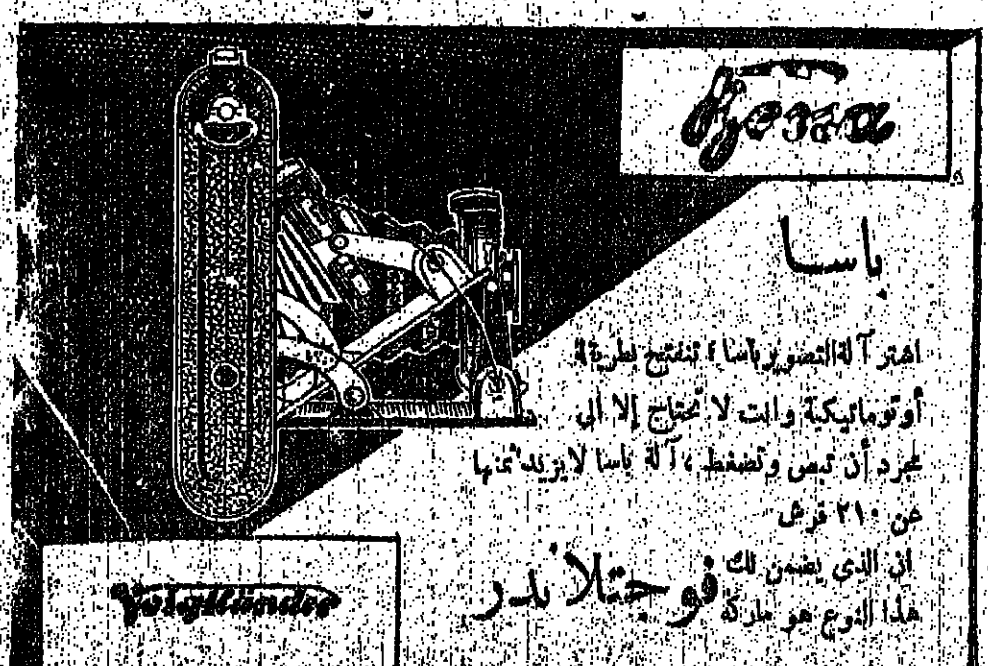 Bessa
باسا
اشتر آلة التصوير باسا، تنفتح بطريقة
أوتوماتيكية وانت لا تحتاج إلا الى
مجرد أن تبص وتضغط، آلة باسا لا يزيد ثمنها
عن ٢١٠ قرش
ان الذي يضمن لك
هذا النوع هو ماركة
فوجتلاندر
Voigtländer